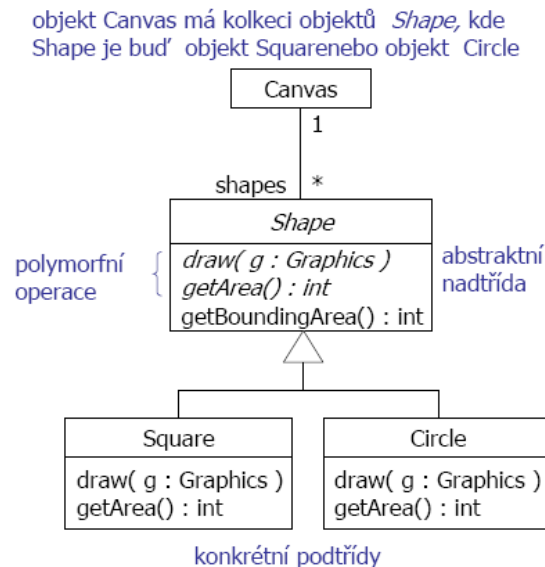 objekt Canvas má kolkeci objektů Shape, kde
Shape je buď objekt Squarenebo objekt Circle
Canvas
1
shapes *
Shape
polymorfní
operace
draw( g : Graphics )
getArea() : int
getBoundingArea() : int
abstraktní
nadtřída
Square
draw( g : Graphics )
getArea() : int
Circle
draw( g : Graphics )
getArea() : int
konkrétní podtřídy